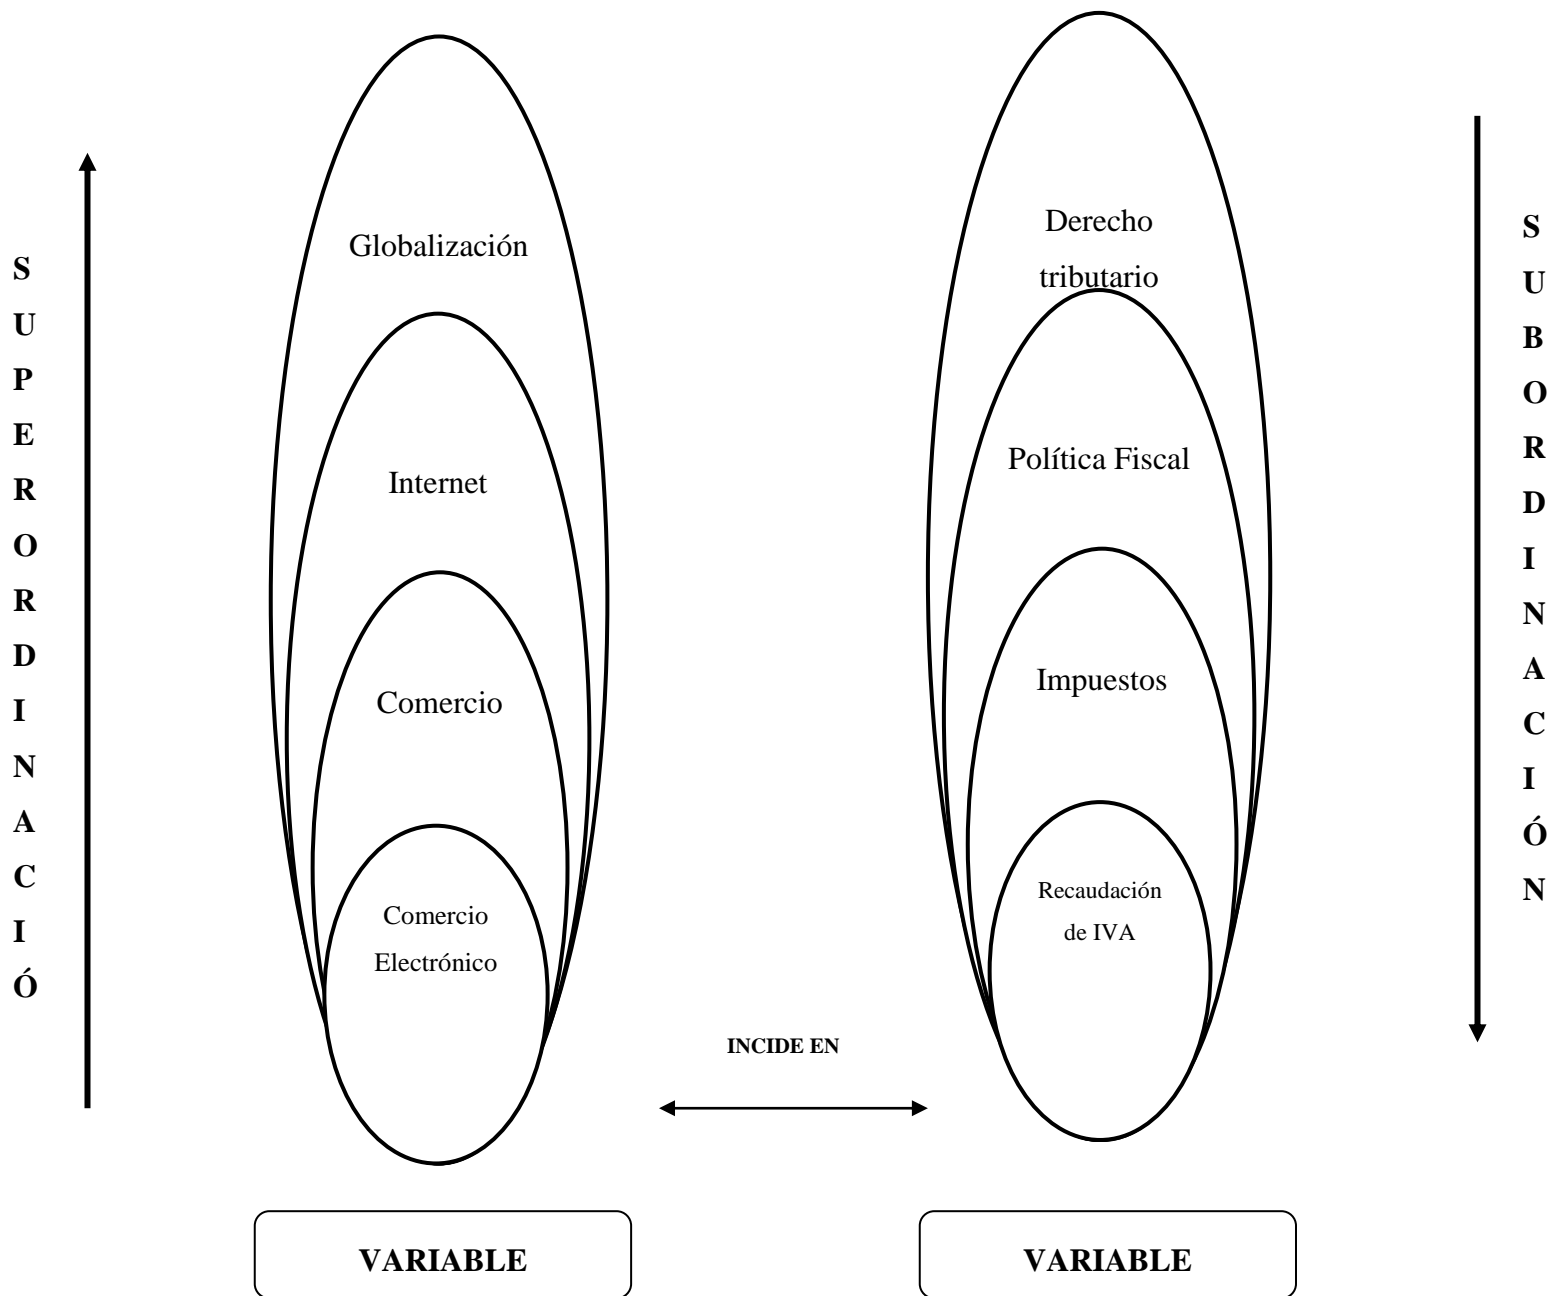 S
U
P
E
R
O
R
D
I
N
A
C
I
Ó
Globalización
Internet
Comercio
Comercio
Electrónico
VARIABLE
INCIDE EN
Derecho
tributario
Política Fiscal
Impuestos
Recaudación
de IVA
VARIABLE
S
U
B
O
R
D
I
N
A
C
I
Ó
N